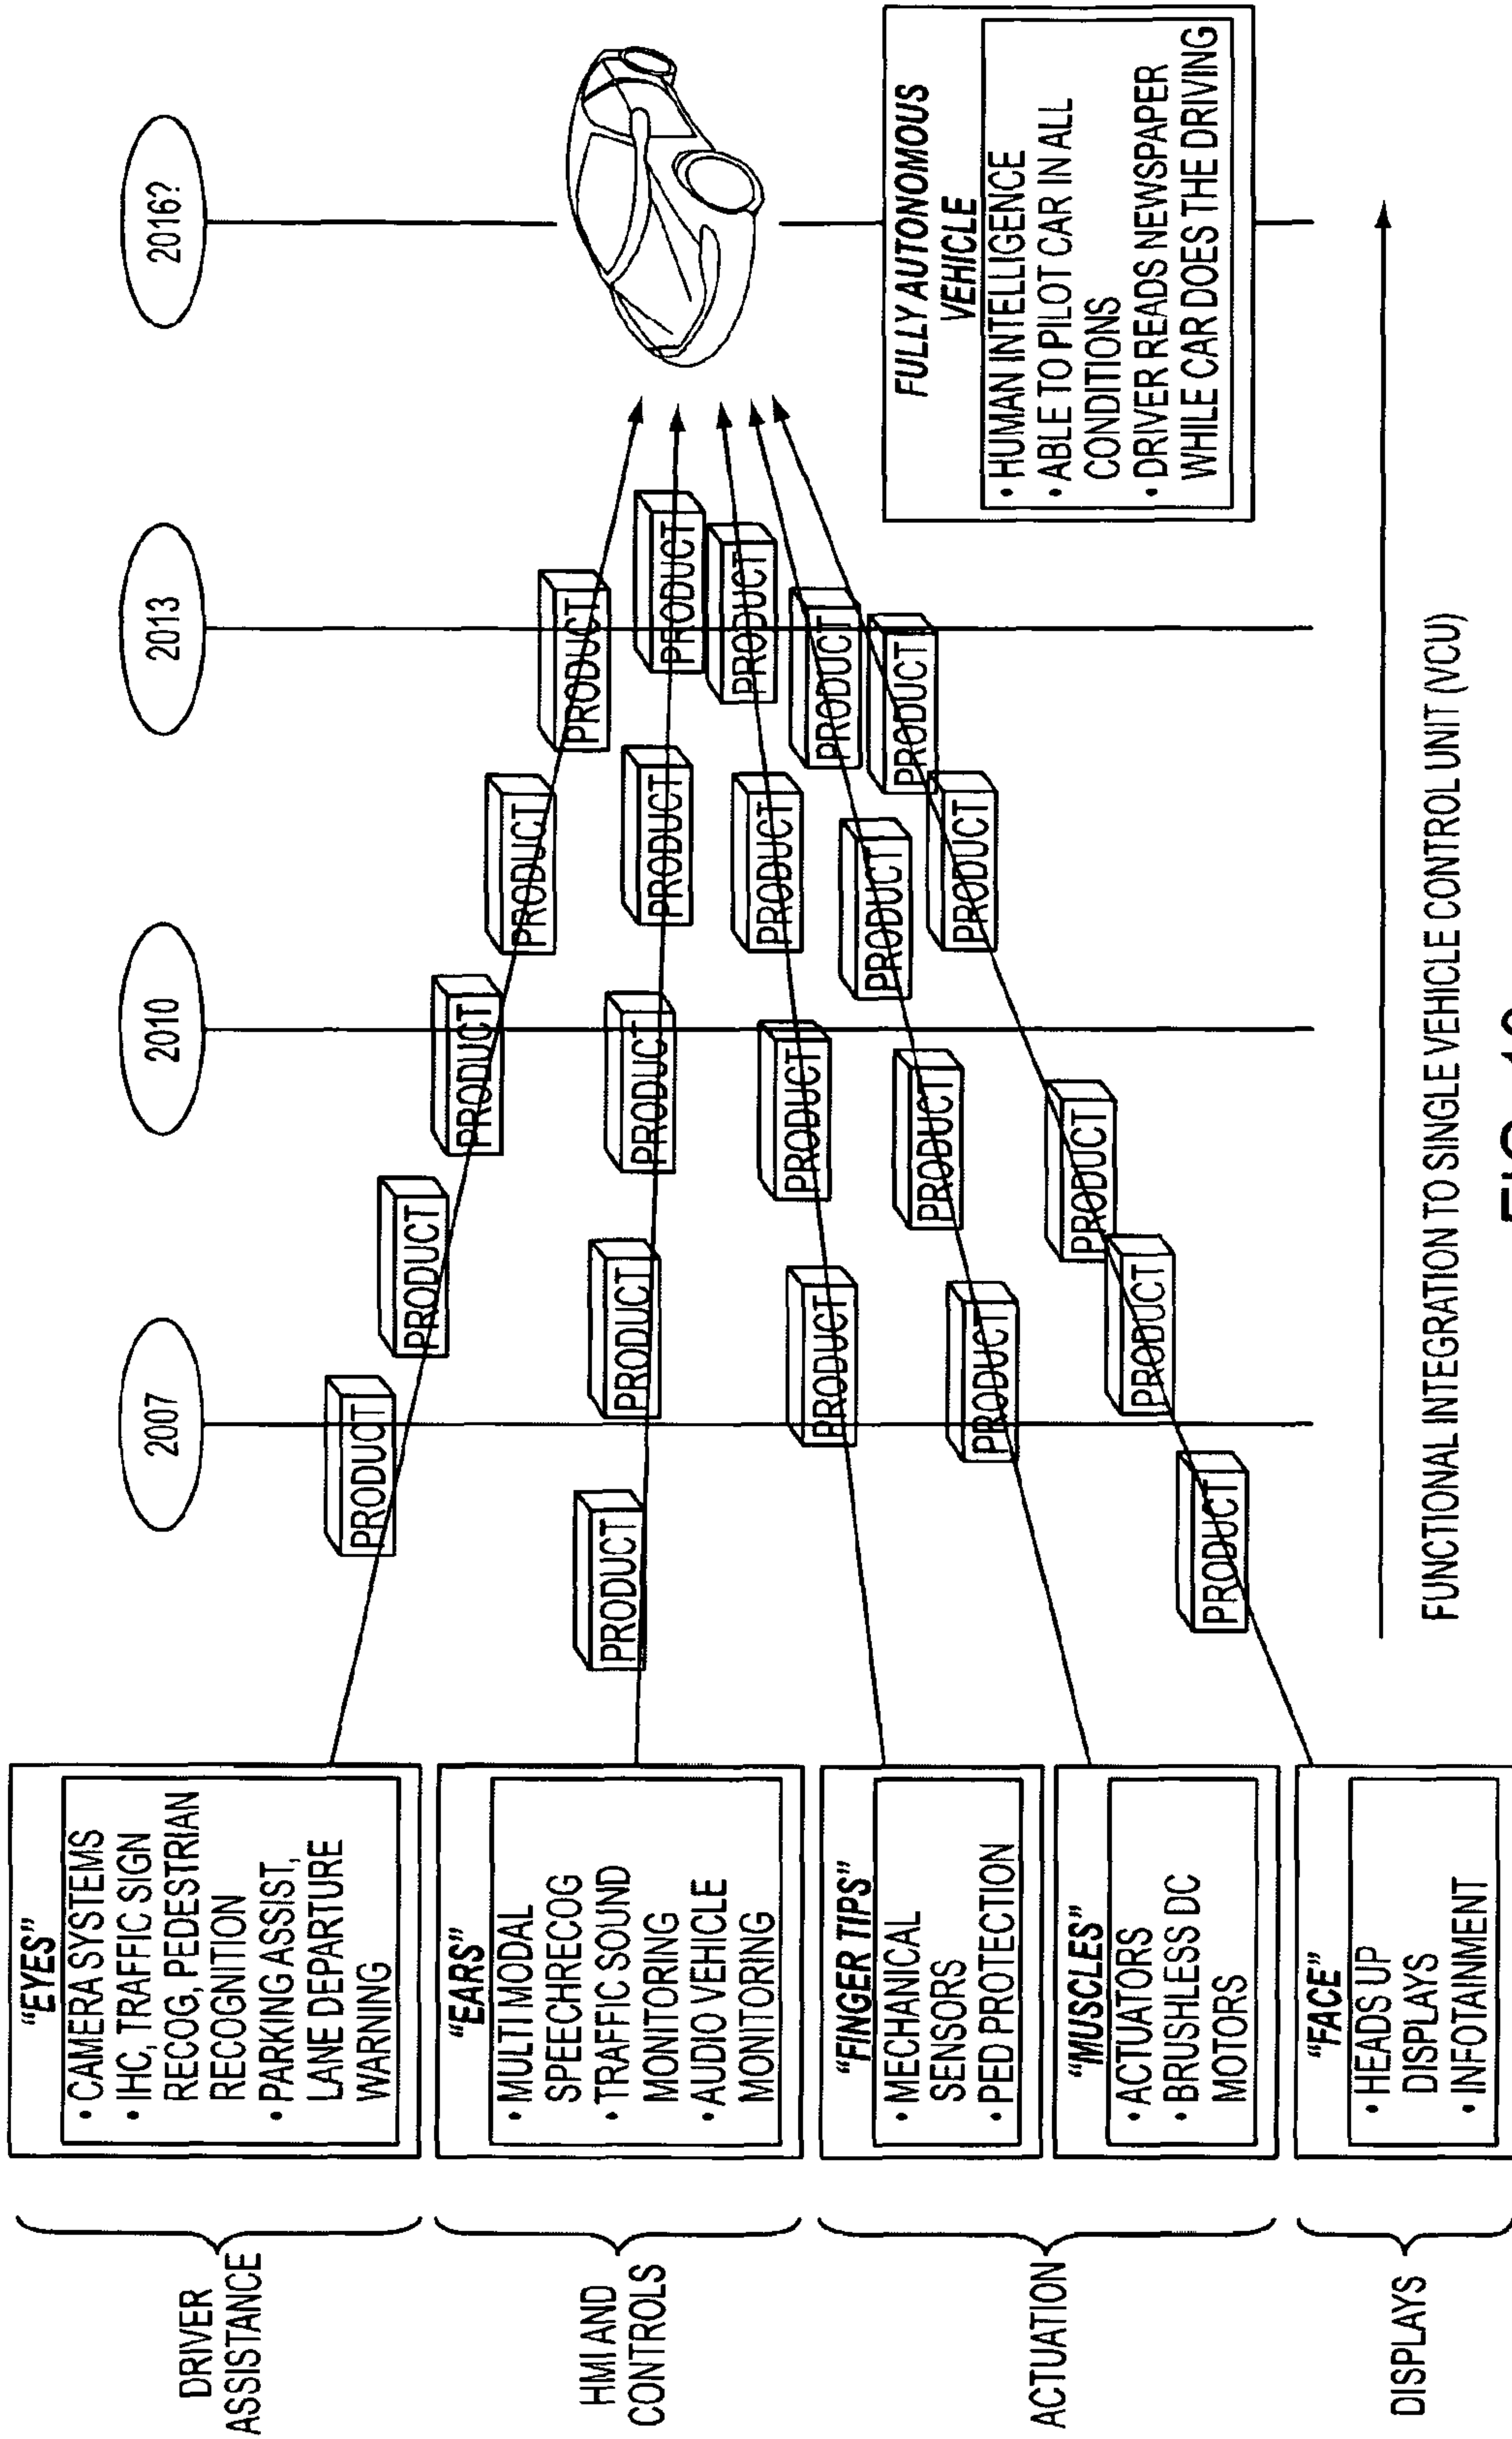 2007
2010
2013
2016?
DRIVER
ASSISTANCE
"EYES"
• CAMERA SYSTEMS
• IHC, TRAFFIC SIGN
RECOG, PEDESTRIAN
RECOGNITION
• PARKING ASSIST,
LANE DEPARTURE
WARNING
PRODUCT
PRODUCT
PRODUCT
PRODUCT
PRODUCT
HMI AND
CONTROLS
"EARS"
• MULTI MODAL
SPEECHRECOG
• TRAFFIC SOUND
MONITORING
• AUDIO VEHICLE
MONITORING
PRODUCT
PRODUCT
PRODUCT
PRODUCT
PRODUCT
ACTUATION
"FINGER TIPS"
• MECHANICAL
SENSORS
• PED PROTECTION
PRODUCT
PRODUCT
PRODUCT
PRODUCT
"MUSCLES"
• ACTUATORS
• BRUSHLESS DC
MOTORS
PRODUCT
PRODUCT
PRODUCT
PRODUCT
DISPLAYS
"FACE"
• HEADS UP
DISPLAYS
• INFOTAINMENT
PRODUCT
PRODUCT
PRODUCT
PRODUCT
PRODUCT
FULLY AUTONOMOUS
VEHICLE
• HUMAN INTELLIGENCE
• ABLE TO PILOT CAR IN ALL
CONDITIONS
• DRIVER READS NEWSPAPER
WHILE CAR DOES THE DRIVING
FUNCTIONAL INTEGRATION TO SINGLE VEHICLE CONTROL UNIT (VCU)
FIG.